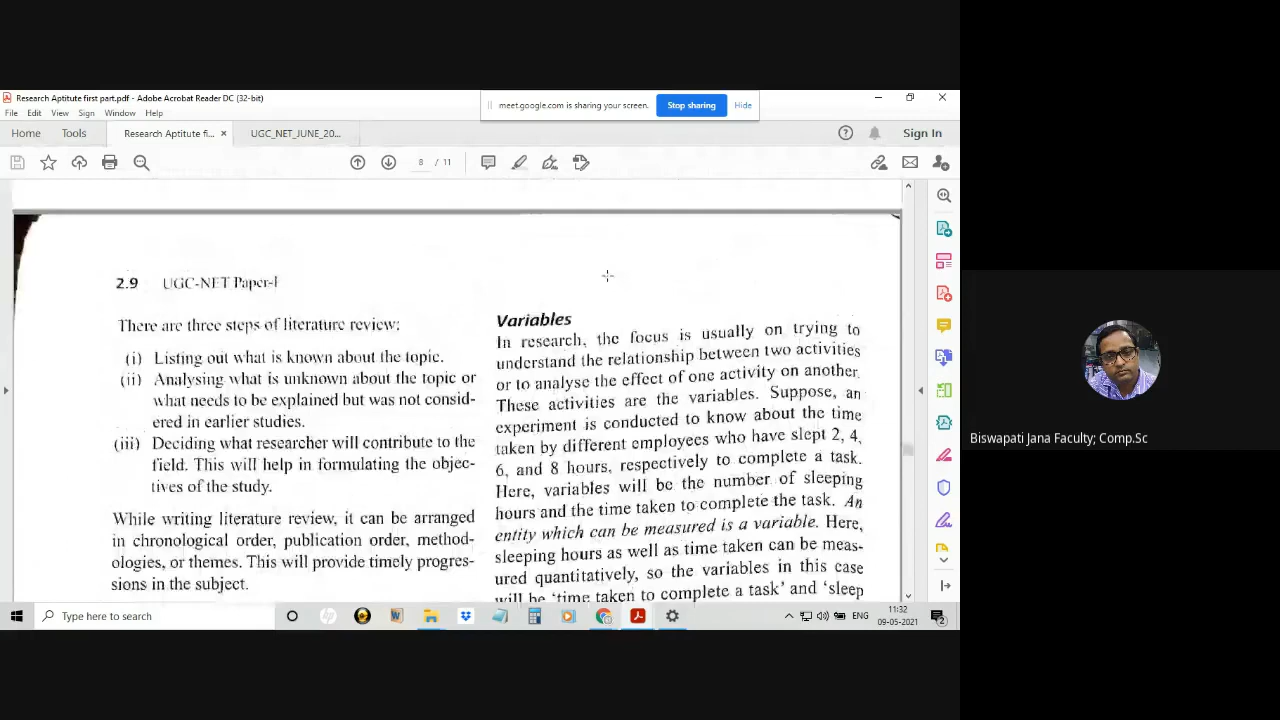 Research Aptitute first part.pdf - Adobe Acrobat Reader DC (32-bit)
meet.google.com is sharing your screen.
Stop sharing
Hide
File Edit View Sign Window Help
Home Tools Research Aptitute fi... × UGC_NET_JUNE_20... Sign In
8 / 11
2.9 UGC-NET Paper-I
There are three steps of literature review:
(i) Listing out what is known about the topic.
(ii) Analysing what is unknown about the topic or
what needs to be explained but was not consid-
ered in earlier studies.
(iii) Deciding what researcher will contribute to the
field. This will help in formulating the objec-
tives of the study.
While writing literature review, it can be arranged
in chronological order, publication order, method-
ologies, or themes. This will provide timely progres-
sions in the subject.
Variables
In research, the focus is usually on trying to
understand the relationship between two activities
or to analyse the effect of one activity on another.
These activities are the variables. Suppose, an
experiment is conducted to know about the time
taken by different employees who have slept 2, 4,
6, and 8 hours, respectively to complete a task.
Here, variables will be the number of sleeping
hours and the time taken to complete the task. An
entity which can be measured is a variable. Here,
sleeping hours as well as time taken can be meas-
ured quantitatively, so the variables in this case
will be 'time taken to complete a task' and 'sleep
Biswapati Jana Faculty; Comp.Sc
Type here to search
ENG
11:32
09-05-2021
2